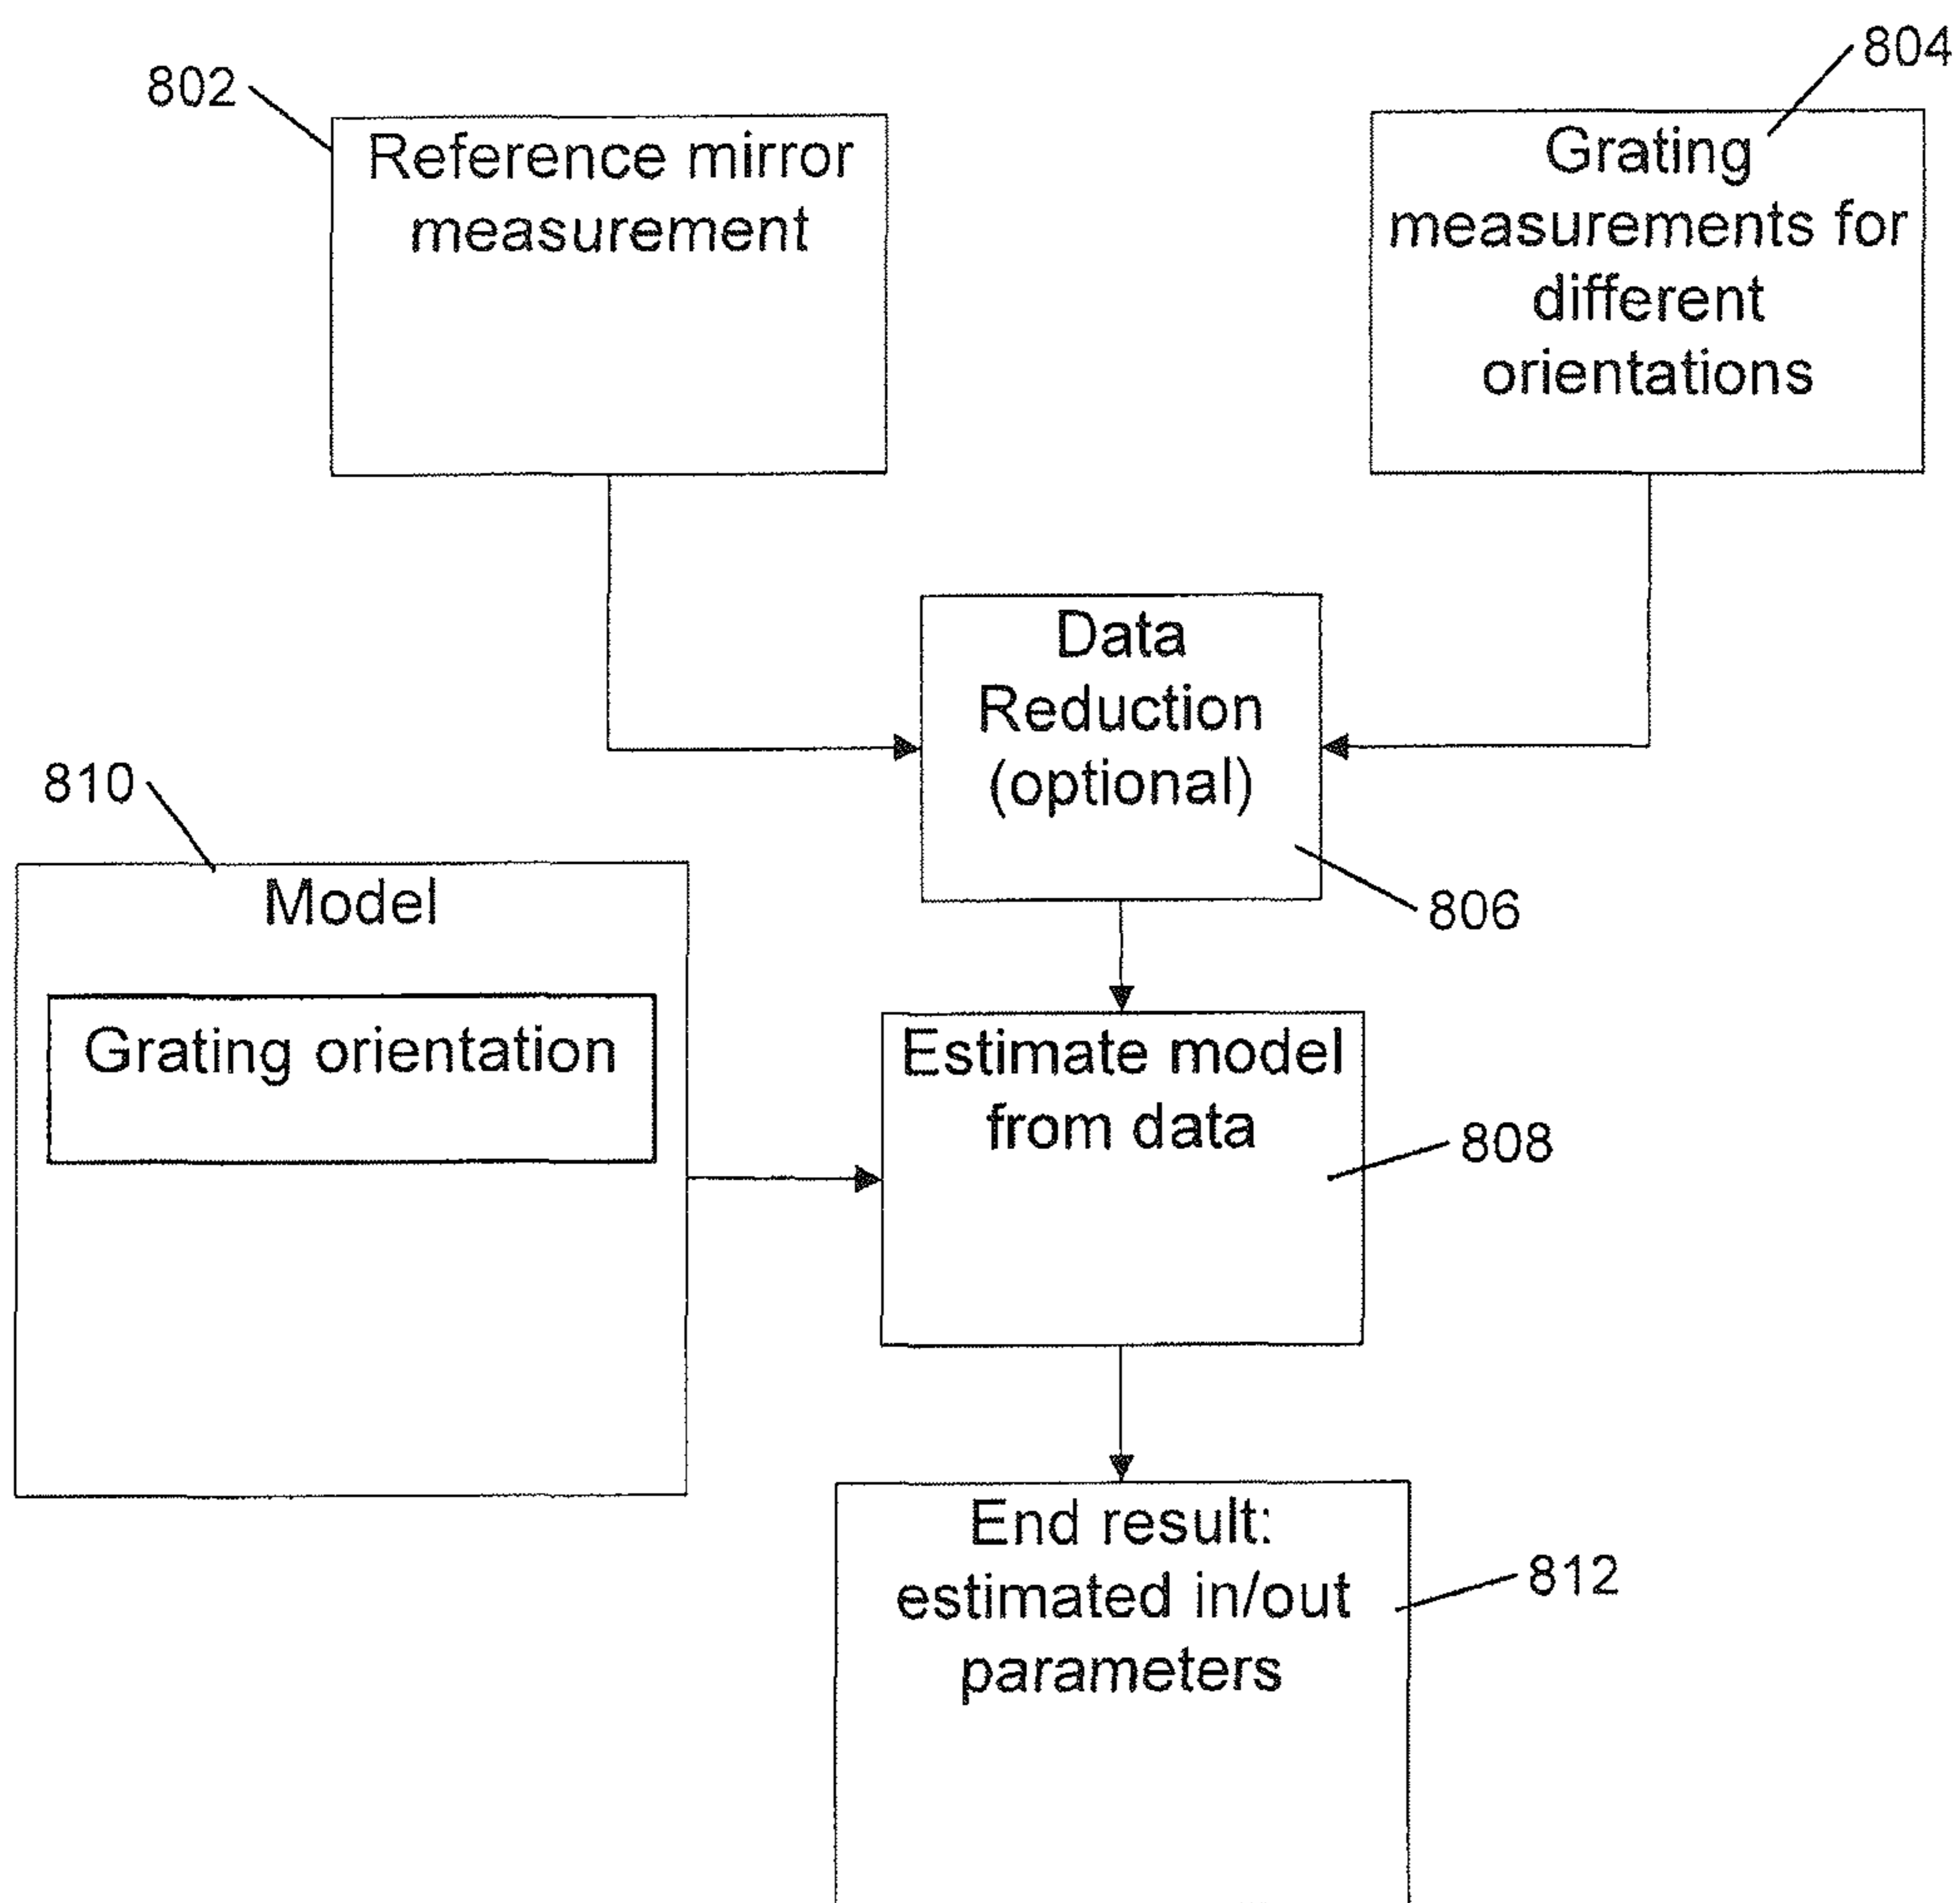 802
Reference mirror
measurement
804
Grating
measurements for
different
orientations
Data
Reduction
(optional)
806
810
Model
Grating orientation
Estimate model
from data
808
End result:
estimated in/out
parameters
812